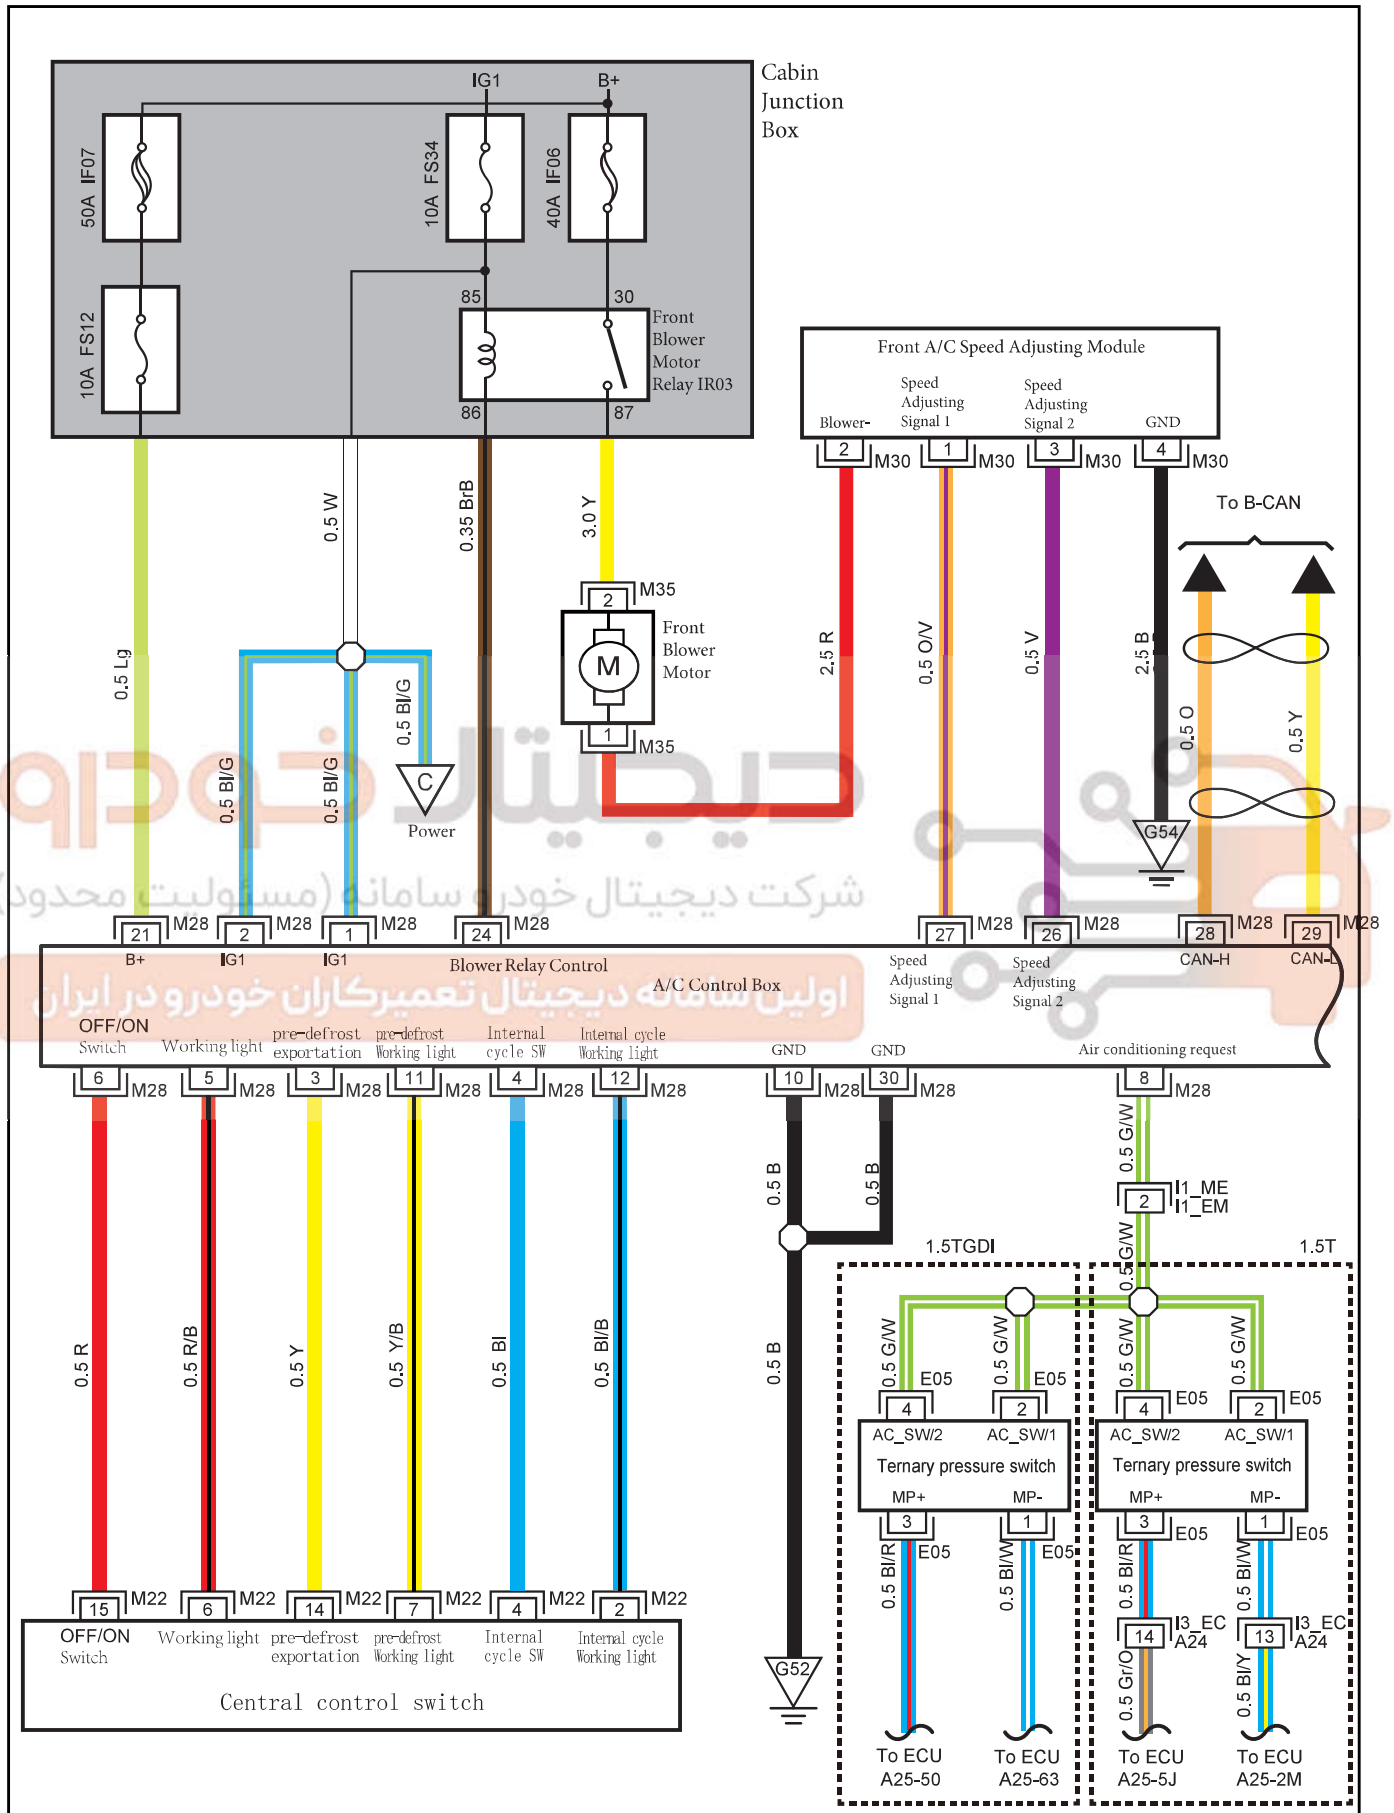 Cabin
Junction
Box
IG1
B+
50A IF07
10A FS34
40A IF06
10A FS12
85
30
86
87
Front
Blower
Motor
Relay IR03
Front A/C Speed Adjusting Module
Blower-
Speed
Adjusting
Signal 1
Speed
Adjusting
Signal 2
GND
2 M30
1 M30
3 M30
4 M30
To B-CAN
0.5 Lg
0.5 W
0.35 BrB
3.0 Y
2.5 R
0.5 O/V
0.5 V
2.5 B
0.5 O
0.5 Y
2 M35
Front
Blower
Motor
M
1 M35
0.5 Bl/G
0.5 Bl/G
0.5 Bl/G
C
Power
G54
دیجیتال خودرو
شرکت دیجیتال خودرو سامانه (مسئولیت محدود)
اولین سامانه دیجیتال تعمیرکاران خودرو در ایران
21 M28
2 M28
1 M28
24 M28
27 M28
26 M28
28 M28
29 M28
B+
IG1
IG1
Blower Relay Control
A/C Control Box
Speed
Adjusting
Signal 1
Speed
Adjusting
Signal 2
CAN-H
CAN-L
OFF/ON
Switch
Working light
pre-defrost
exportation
pre-defrost
Working light
Internal
cycle SW
Internal cycle
Working light
GND
GND
Air conditioning request
6 M28
5 M28
3 M28
11 M28
4 M28
12 M28
10 M28
30 M28
8 M28
0.5 R
0.5 R/B
0.5 Y
0.5 Y/B
0.5 Bl
0.5 Bl/B
0.5 B
0.5 B
0.5 B
0.5 G/W
2
I1_ME
I1_EM
0.5 G/W
1.5TGDI
1.5T
0.5 G/W
0.5 G/W
0.5 G/W
0.5 G/W
4 E05
2 E05
4 E05
2 E05
AC_SW/2
AC_SW/1
AC_SW/2
AC_SW/1
Ternary pressure switch
Ternary pressure switch
MP+
MP-
MP+
MP-
3 E05
1 E05
3 E05
1 E05
0.5 Bl/R
0.5 Bl/W
0.5 Bl/R
0.5 Bl/W
14
I3_EC
A24
13
I3_EC
A24
0.5 Gr/O
0.5 Bl/Y
To ECU
A25-50
To ECU
A25-63
To ECU
A25-5J
To ECU
A25-2M
G52
15 M22
6 M22
14 M22
7 M22
4 M22
2 M22
OFF/ON
Switch
Working light
pre-defrost
exportation
pre-defrost
Working light
Internal
cycle SW
Internal cycle
Working light
Central control switch